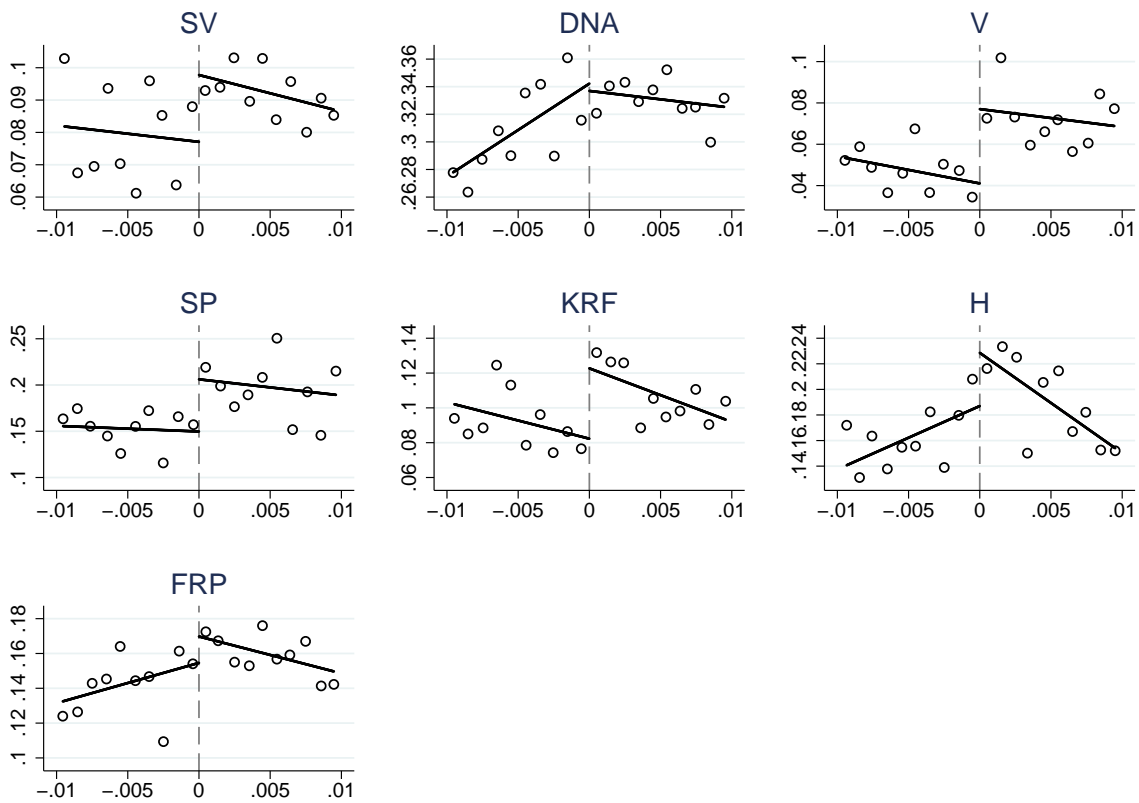 SV
.06 .07 .08 .09 .1
−.01 −.005 0 .005 .01
DNA
.26 .28 .3 .32 .34 .36
−.01 −.005 0 .005 .01
V
.04 .06 .08 .1
−.01 −.005 0 .005 .01
SP
.1 .15 .2 .25
−.01 −.005 0 .005 .01
KRF
.06 .08 .1 .12 .14
−.01 −.005 0 .005 .01
H
.14 .16 .18 .2 .22 .24
−.01 −.005 0 .005 .01
FRP
.1 .12 .14 .16 .18
−.01 −.005 0 .005 .01